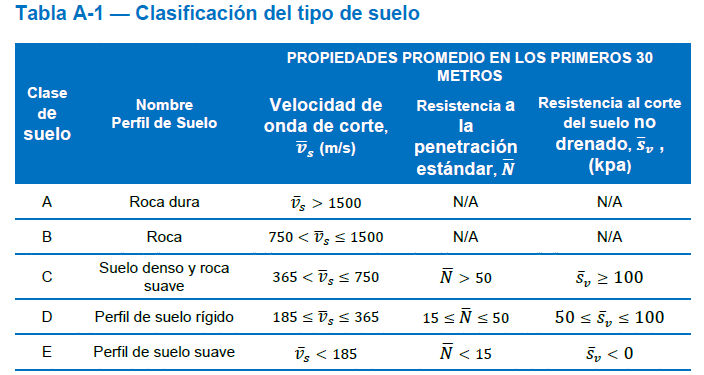 Tabla A-1 — Clasificación del tipo de suelo
Clase de suelo
Nombre Perfil de Suelo
PROPIEDADES PROMEDIO EN LOS PRIMEROS 30 METROS
Velocidad de onda de corte, v̅ₛ (m/s)
Resistencia a la penetración estándar, N̅
Resistencia al corte del suelo no drenado, s̅ᵥ , (kpa)
A Roca dura v̅ₛ > 1500 N/A N/A
B Roca 750 < v̅ₛ ≤ 1500 N/A N/A
C Suelo denso y roca suave 365 < v̅ₛ ≤ 750 N̅ > 50 s̅ᵥ ≥ 100
D Perfil de suelo rígido 185 ≤ v̅ₛ ≤ 365 15 ≤ N̅ ≤ 50 50 ≤ s̅ᵥ ≤ 100
E Perfil de suelo suave v̅ₛ < 185 N̅ < 15 s̅ᵥ < 0